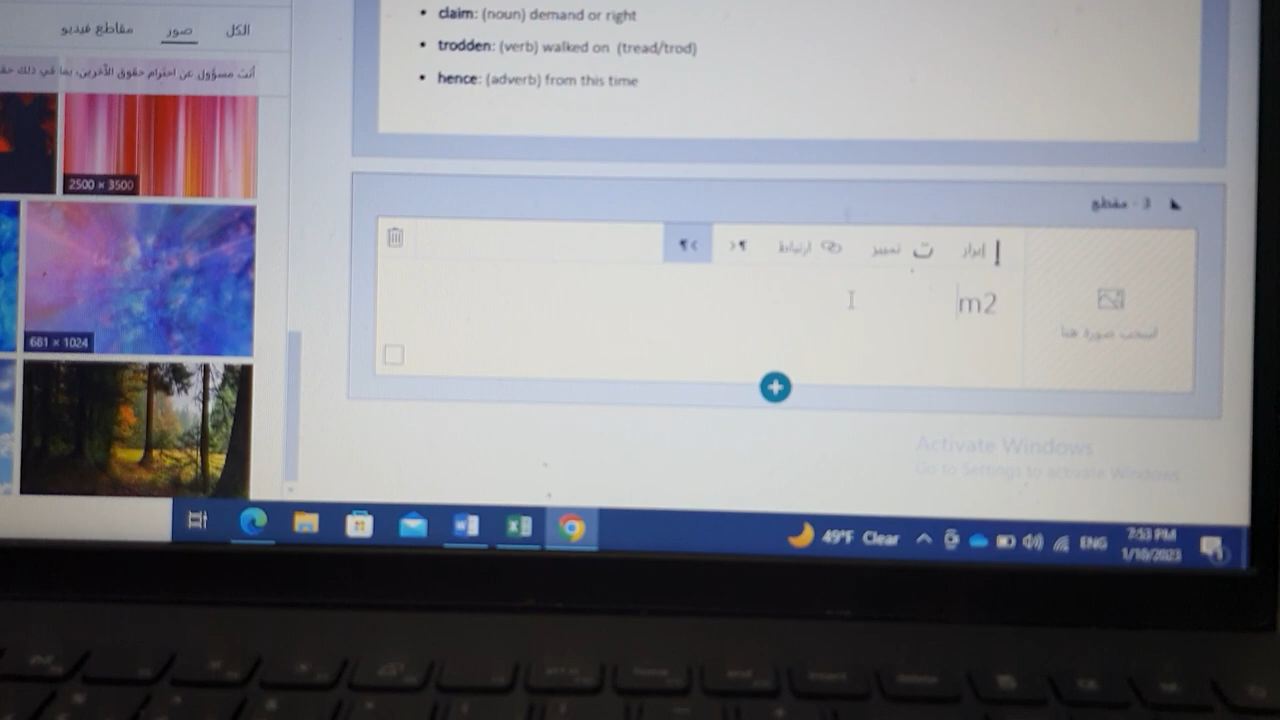 claim: (noun) demand or right
trodden: (verb) walked on (tread/trod)
hence: (adverb) from this time
الكل
صور
مقاطع فيديو
أنت مسؤول عن احترام حقوق الآخرين، بما في ذلك
2500 × 3500
681 × 1024
3 - مقطع
إبراز
تمييز
ارتباط
m2
اسحب صورة هنا
Activate Windows
Go to Settings to activate Windows.
49°F Clear
ENG
7:53 PM
1/10/2023